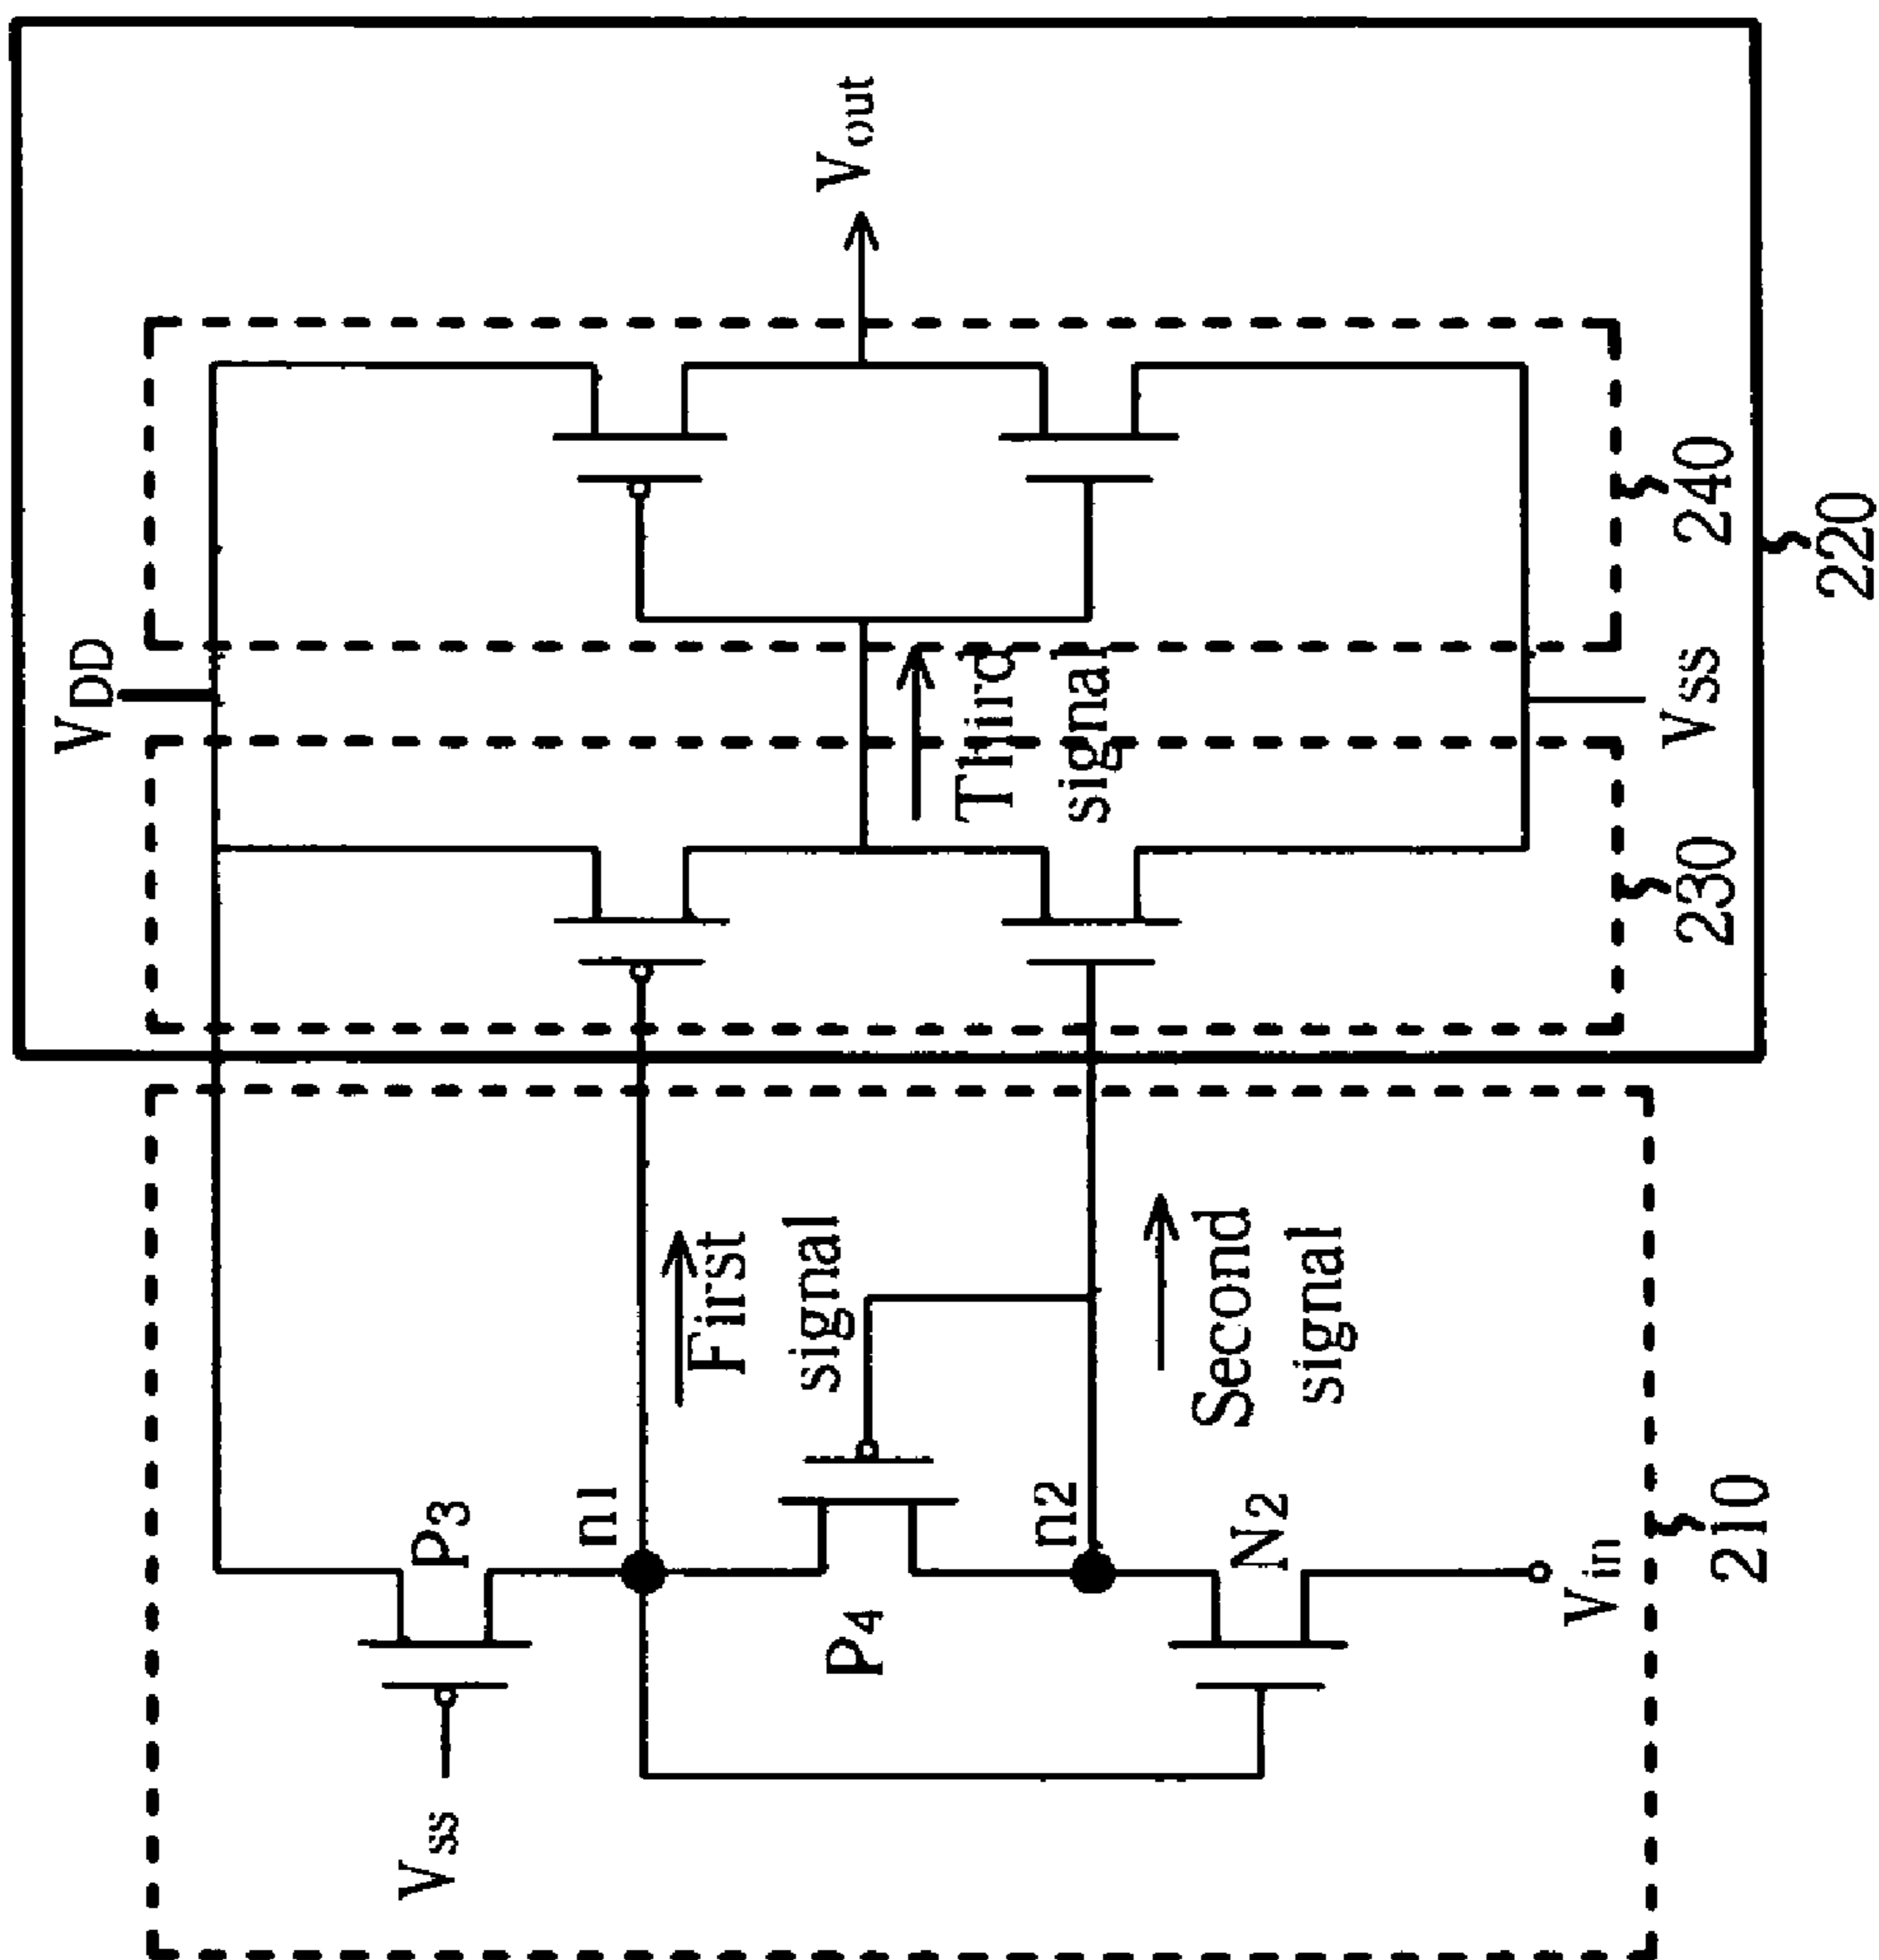 VDD
Vss
P3
n1
First
signal
P4
Vout
Third
signal
n2
Second
signal
N2
Vin
VSS
210
230
240
220